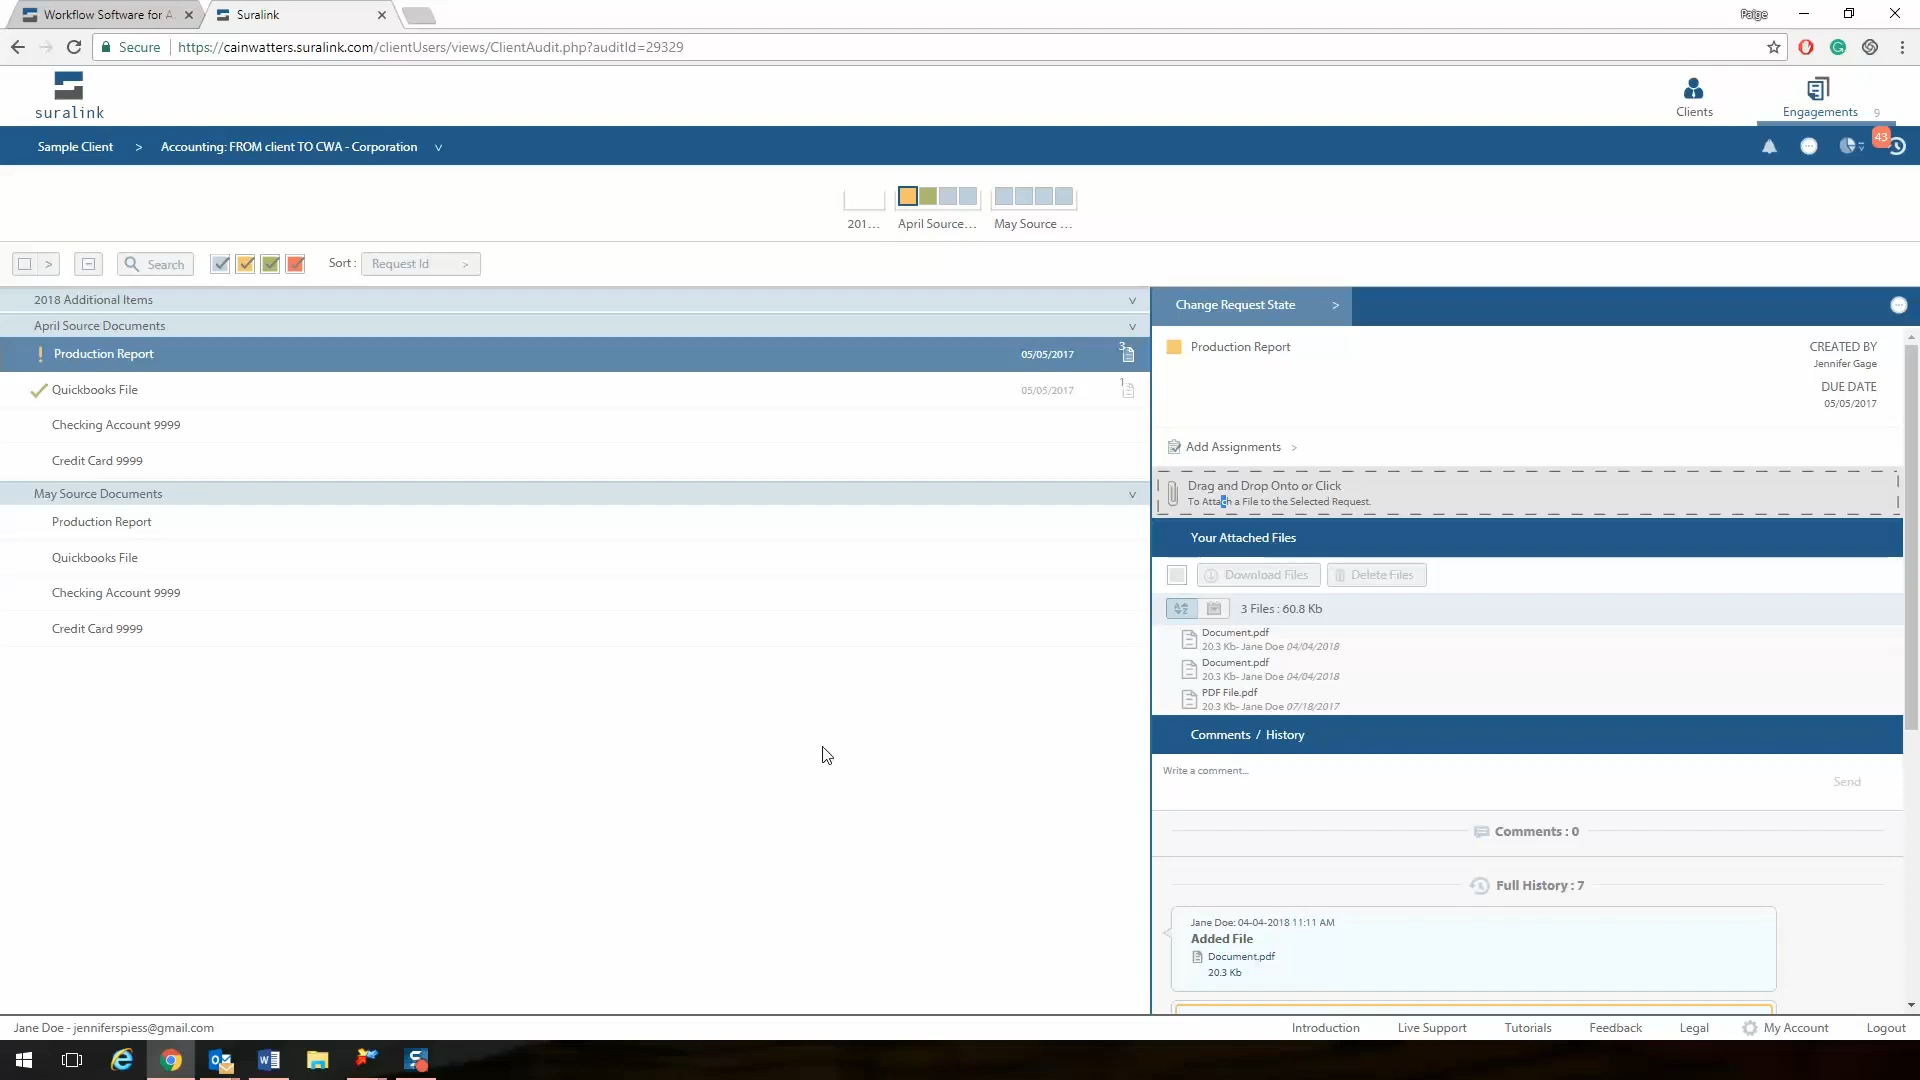 Workflow Software for A
Suralink
Paige
Secure
https://cainwatters.suralink.com/clientUsers/views/ClientAudit.php?auditId=29329
suralink
Clients
Engagements 9
Sample Client > Accounting: FROM client TO CWA - Corporation
43
201...
April Source...
May Source ...
Search
Sort :
Request Id >
2018 Additional Items
April Source Documents
Production Report 05/05/2017 3
Quickbooks File 05/05/2017 1
Checking Account 9999
Credit Card 9999
May Source Documents
Production Report
Quickbooks File
Checking Account 9999
Credit Card 9999
Change Request State >
Production Report
CREATED BY
Jennifer Gage
DUE DATE
05/05/2017
Add Assignments >
Drag and Drop Onto or Click
To Attach a File to the Selected Request.
Your Attached Files
Download Files
Delete Files
3 Files : 60.8 Kb
Document.pdf
20.3 Kb- Jane Doe 04/04/2018
Document.pdf
20.3 Kb- Jane Doe 04/04/2018
PDF File.pdf
20.3 Kb- Jane Doe 07/18/2017
Comments / History
Write a comment...
Send
Comments : 0
Full History : 7
Jane Doe: 04-04-2018 11:11 AM
Added File
Document.pdf
20.3 Kb
Jane Doe - jenniferspiess@gmail.com
Introduction
Live Support
Tutorials
Feedback
Legal
My Account
Logout